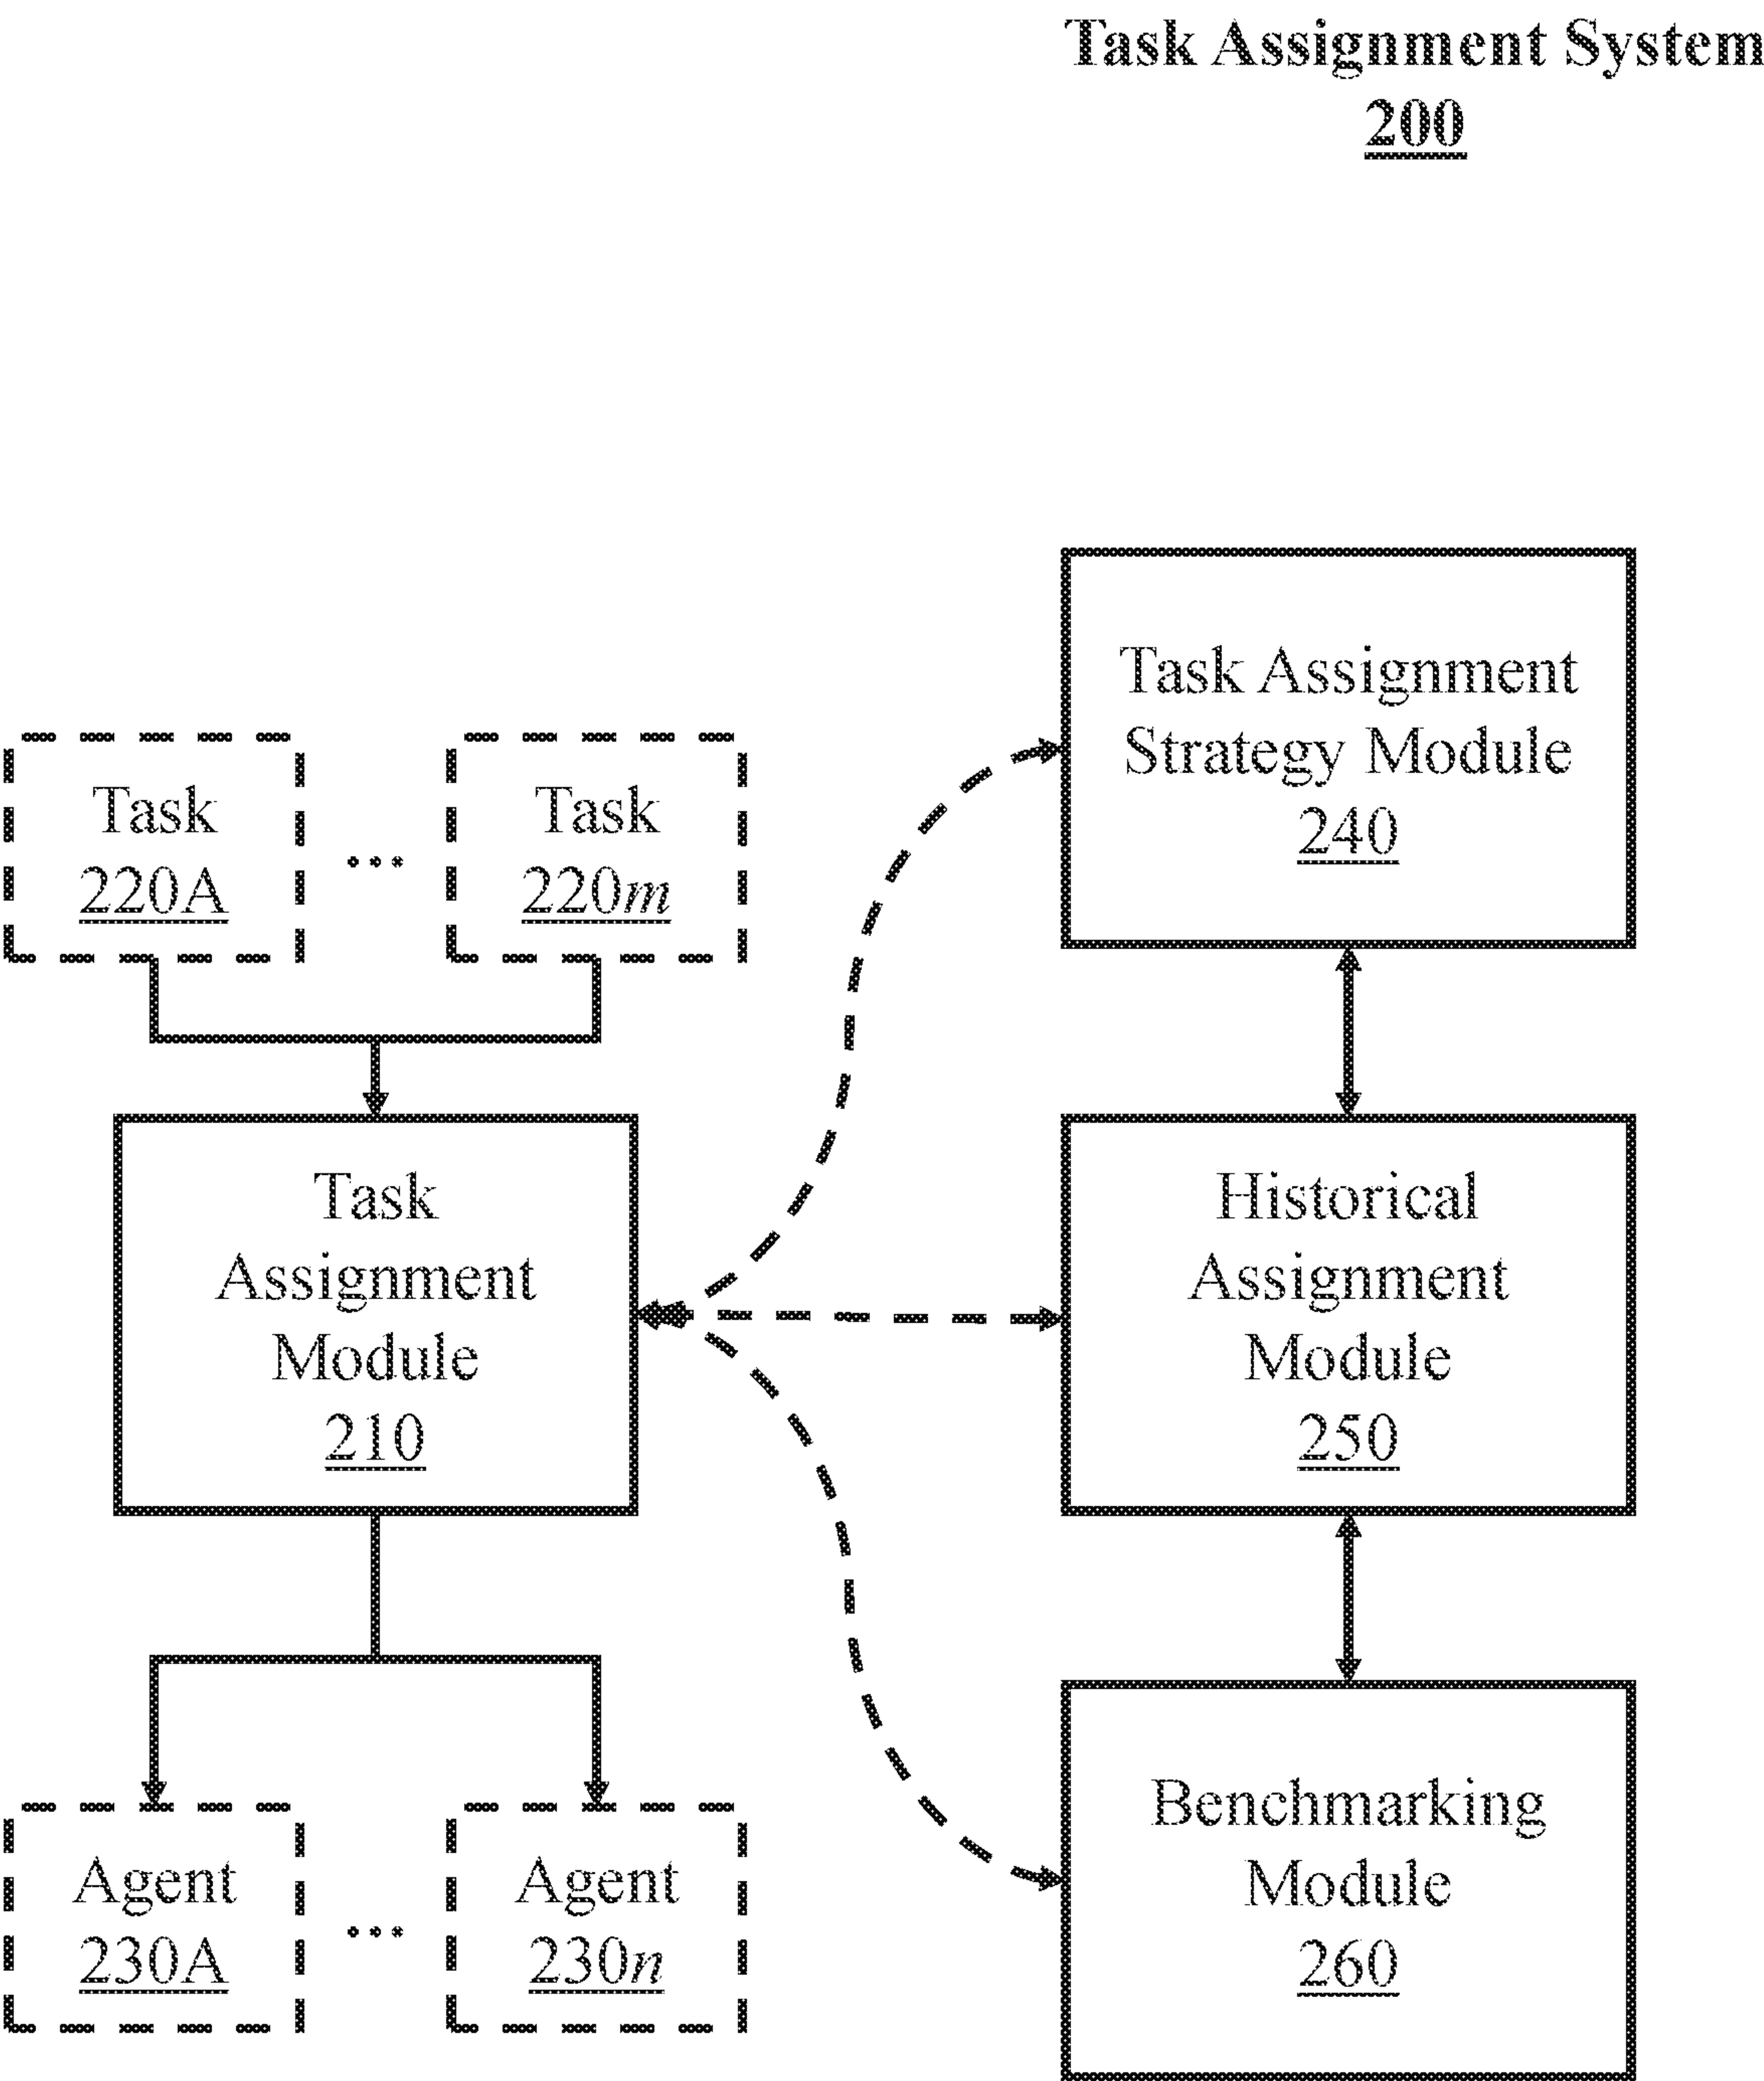 Task Assignment System
200
Task Assignment
Strategy Module
240
Task
220A
...
Task
220m
Task
Assignment
Module
210
Historical
Assignment
Module
250
Agent
230A
...
Agent
230n
Benchmarking
Module
260